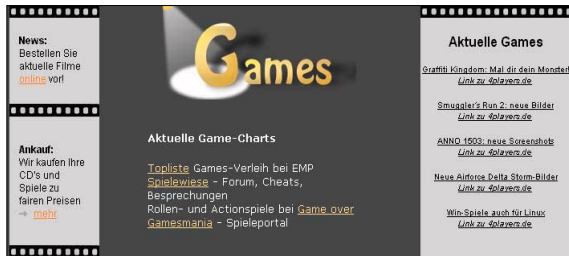 News:
Bestellen Sie
aktuelle Filme
online vor!
Ankauf:
Wir kaufen Ihre
CD's und
Spiele zu
fairen Preisen
→ mehr
Games
Aktuelle Game-Charts
Topliste Games-Verleih bei EMP
Spielewiese - Forum, Cheats,
Besprechungen
Rollen- und Actionspiele bei Game over
Gamesmania - Spieleportal
Aktuelle Games
Graffiti Kingdom: Mal dir dein Monster!
Link zu 4players.de
Smuggler's Run 2: neue Bilder
Link zu 4players.de
ANNO 1503: neue Screenshots
Link zu 4players.de
Neue Airforce Delta Storm-Bilder
Link zu 4players.de
Win-Spiele auch für Linux
Link zu 4players.de